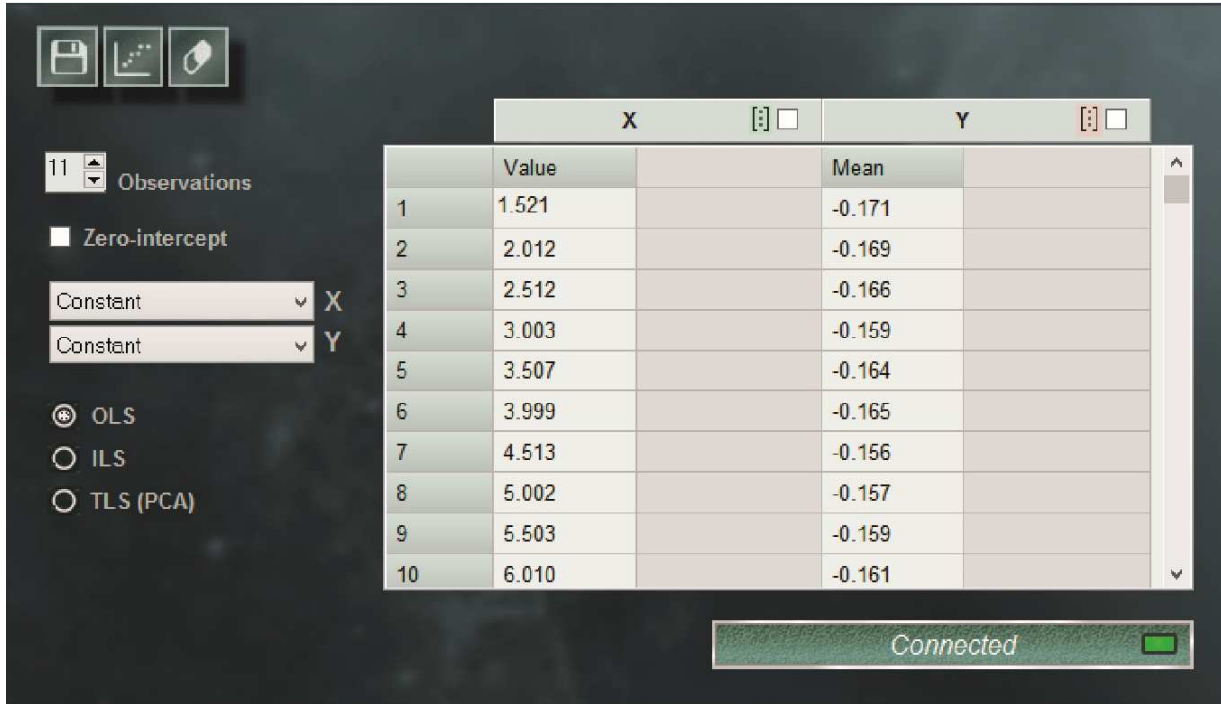 X [⋮] Y [⋮]
11 Observations
Zero-intercept
Constant X
Constant Y
OLS
ILS
TLS (PCA)
Value Mean
1 1.521 -0.171
2 2.012 -0.169
3 2.512 -0.166
4 3.003 -0.159
5 3.507 -0.164
6 3.999 -0.165
7 4.513 -0.156
8 5.002 -0.157
9 5.503 -0.159
10 6.010 -0.161
Connected